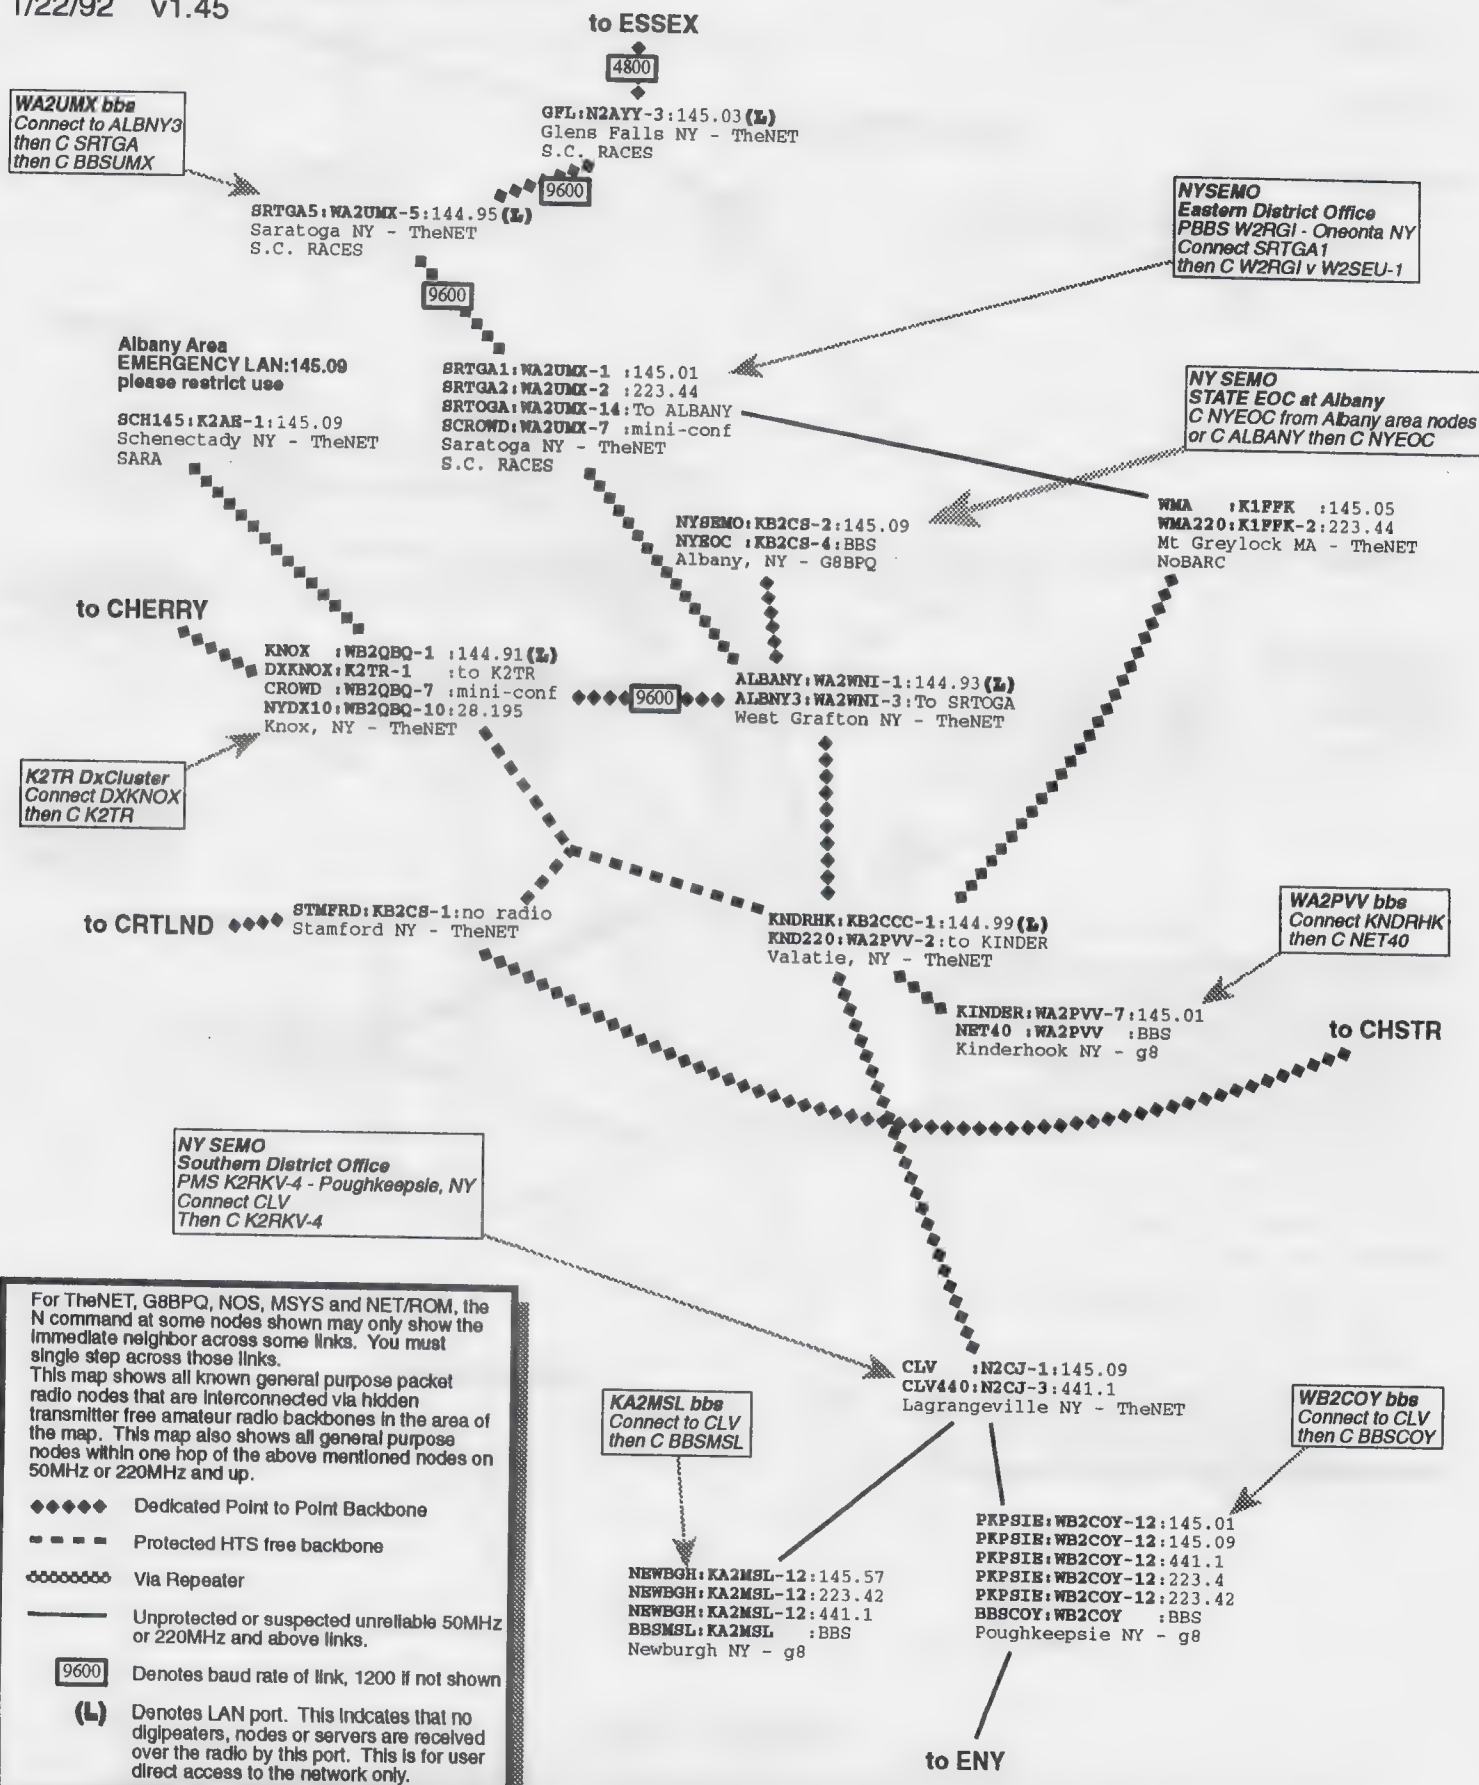 1/22/92 v1.45
to ESSEX
4800
GFL:N2AYY-3:145.03(L)
Glens Falls NY - TheNET
S.C. RACES
WA2UMX bbs
Connect to ALBNY3
then C SRTGA
then C BBSUMX
9600
SRTGA5:WA2UMX-5:144.95(L)
Saratoga NY - TheNET
S.C. RACES
NYSEMO
Eastern District Office
PBBS W2RGI - Oneonta NY
Connect SRTGA1
then C W2RGI v W2SEU-1
9600
Albany Area
EMERGENCY LAN:145.09
please restrict use
SRTGA1:WA2UMX-1 :145.01
SRTGA2:WA2UMX-2 :223.44
SRTOGA:WA2UMX-14:To ALBANY
SCROWD:WA2UMX-7 :mini-conf
Saratoga NY - TheNET
S.C. RACES
NY SEMO
STATE EOC at Albany
C NYEOC from Albany area nodes
or C ALBANY then C NYEOC
SCH145:K2AE-1:145.09
Schenectady NY - TheNET
SARA
NYSEMO:KB2CS-2:145.09
NYEOC :KB2CS-4:BBS
Albany, NY - G8BPQ
WMA :K1FFK :145.05
WMA220:K1FFK-2:223.44
Mt Greylock MA - TheNET
NoBARC
to CHERRY
KNOX :WB2QBQ-1 :144.91(L)
DXKNOX:K2TR-1 :to K2TR
CROWD :WB2QBQ-7 :mini-conf
NYDX10:WB2QBQ-10:28.195
Knox, NY - TheNET
9600
ALBANY:WA2WNI-1:144.93(L)
ALBNY3:WA2WNI-3:To SRTOGA
West Grafton NY - TheNET
K2TR DxCluster
Connect DXKNOX
then C K2TR
to CRTLND
STMFRD:KB2CS-1:no radio
Stamford NY - TheNET
KNDRHK:KB2CCC-1:144.99(L)
KND220:WA2PVV-2:to KINDER
Valatie, NY - TheNET
WA2PVV bbs
Connect KNDRHK
then C NET40
KINDER:WA2PVV-7:145.01
NET40 :WA2PVV :BBS
Kinderhook NY - g8
to CHSTR
NY SEMO
Southern District Office
PMS K2RKV-4 - Poughkeepsie, NY
Connect CLV
Then C K2RKV-4
CLV :N2CJ-1:145.09
CLV440:N2CJ-3:441.1
Lagrangeville NY - TheNET
KA2MSL bbs
Connect to CLV
then C BBSMSL
WB2COY bbs
Connect to CLV
then C BBSCOY
NEWBGH:KA2MSL-12:145.57
NEWBGH:KA2MSL-12:223.42
NEWBGH:KA2MSL-12:441.1
BBSMSL:KA2MSL :BBS
Newburgh NY - g8
PKPSIE:WB2COY-12:145.01
PKPSIE:WB2COY-12:145.09
PKPSIE:WB2COY-12:441.1
PKPSIE:WB2COY-12:223.4
PKPSIE:WB2COY-12:223.42
BBSCOY:WB2COY :BBS
Poughkeepsie NY - g8
to ENY
For TheNET, G8BPQ, NOS, MSYS and NET/ROM, the
N command at some nodes shown may only show the
immediate neighbor across some links. You must
single step across those links.
This map shows all known general purpose packet
radio nodes that are interconnected via hidden
transmitter free amateur radio backbones in the area of
the map. This map also shows all general purpose
nodes within one hop of the above mentioned nodes on
50MHz or 220MHz and up.
Dedicated Point to Point Backbone
Protected HTS free backbone
Via Repeater
Unprotected or suspected unreliable 50MHz
or 220MHz and above links.
9600 Denotes baud rate of link, 1200 if not shown
(L) Denotes LAN port. This indcates that no
digipeaters, nodes or servers are received
over the radio by this port. This is for user
direct access to the network only.